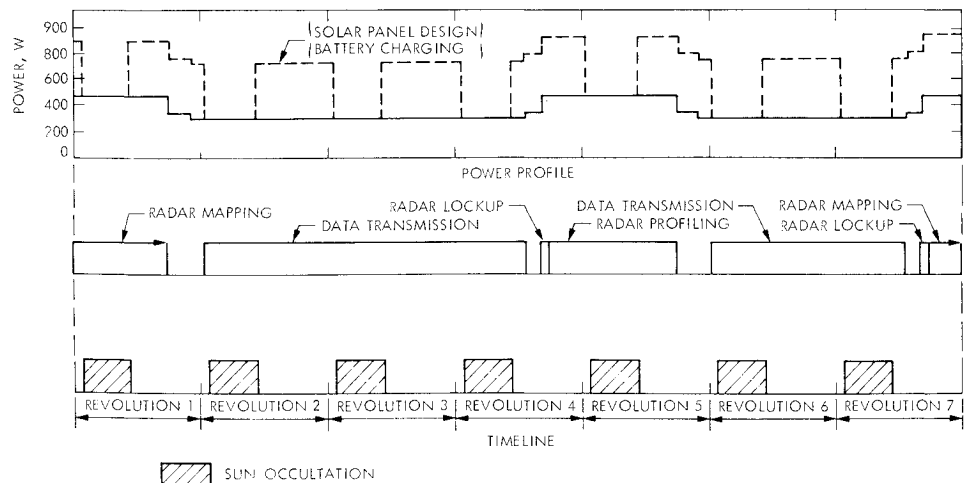 900
800
600
400
200
0
POWER, W
(SOLAR PANEL DESIGN)
(BATTERY CHARGING)
POWER PROFILE
RADAR MAPPING
RADAR LOCKUP
DATA TRANSMISSION
DATA TRANSMISSION
RADAR PROFILING
RADAR MAPPING
RADAR LOCKUP
REVOLUTION 1
REVOLUTION 2
REVOLUTION 3
REVOLUTION 4
REVOLUTION 5
REVOLUTION 6
REVOLUTION 7
TIMELINE
SUN OCCULTATION